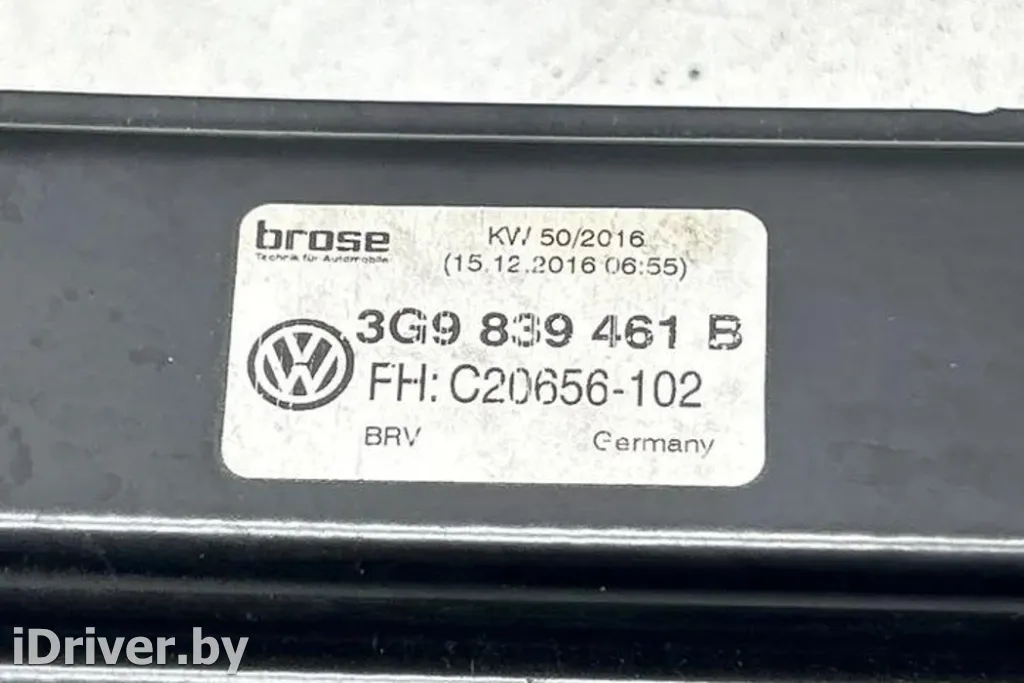 brose
Technik für Automobile
KW 50/2016
(15.12.2016 06:55)
3G9 839 461 B
FH: C20656-102
BRV
Germany
iDriver.by